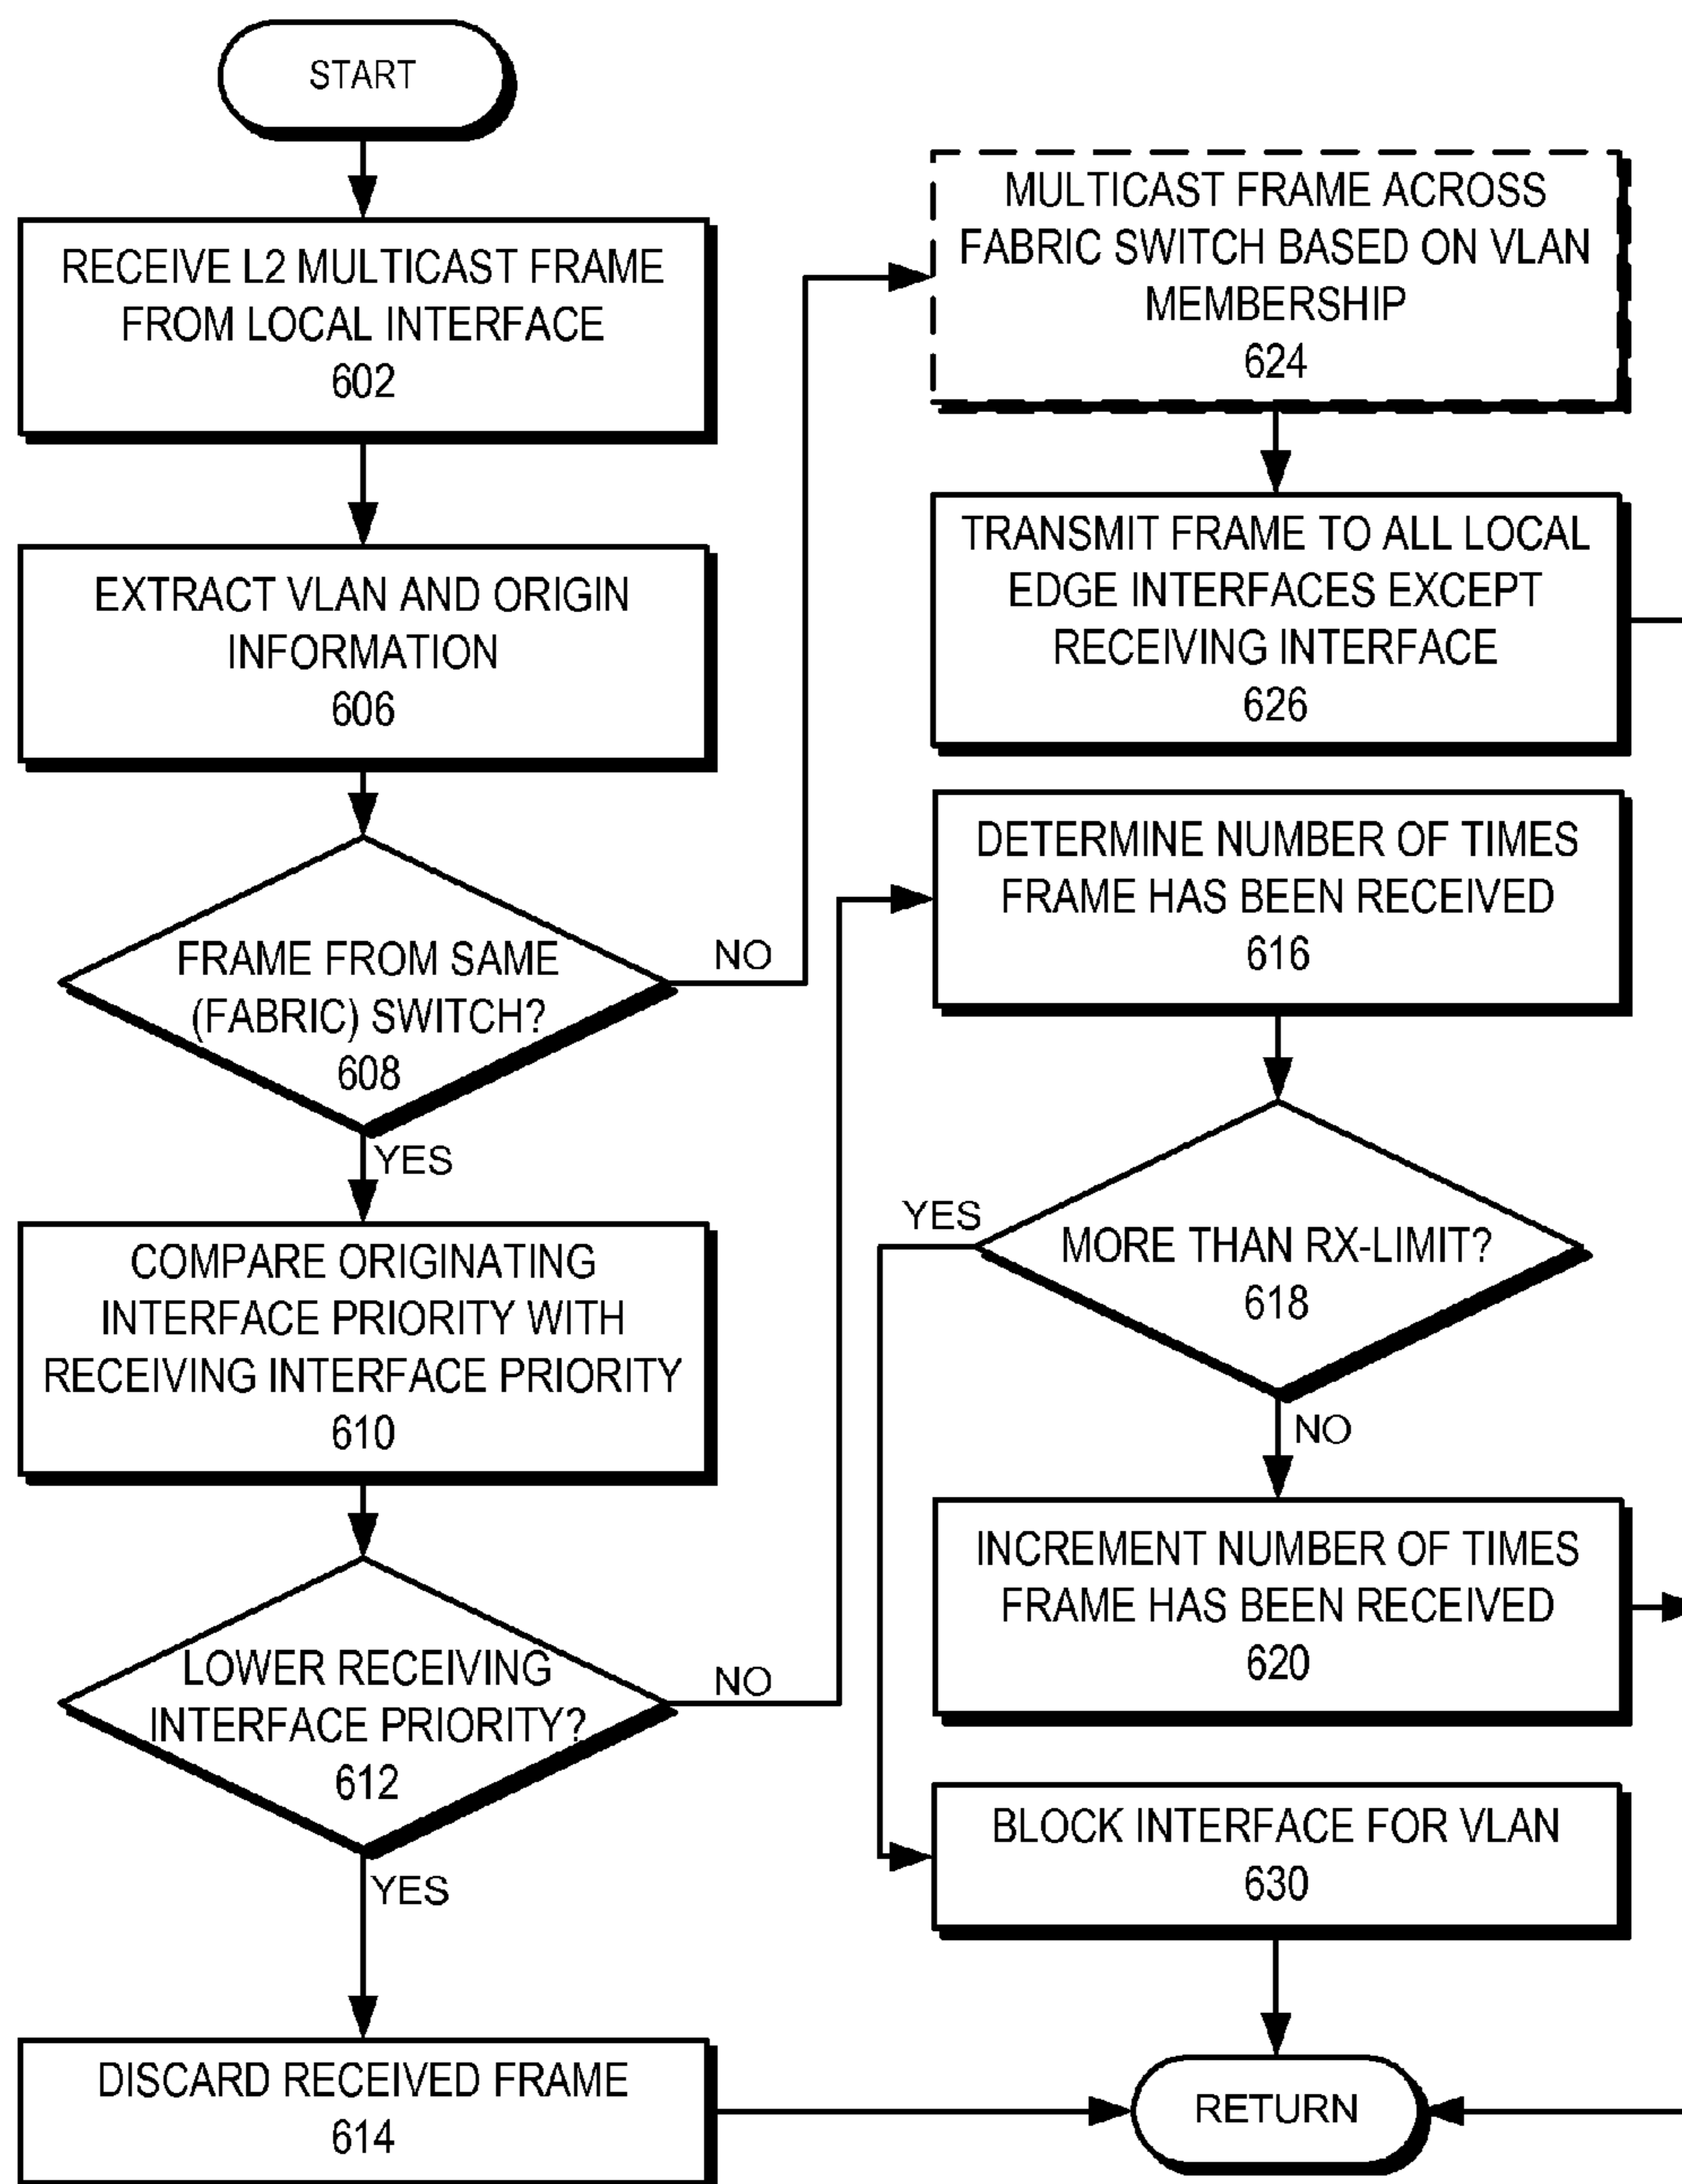 START
RECEIVE L2 MULTICAST FRAME
FROM LOCAL INTERFACE
602
EXTRACT VLAN AND ORIGIN
INFORMATION
606
FRAME FROM SAME
(FABRIC) SWITCH?
608
NO
YES
COMPARE ORIGINATING
INTERFACE PRIORITY WITH
RECEIVING INTERFACE PRIORITY
610
LOWER RECEIVING
INTERFACE PRIORITY?
612
NO
YES
DISCARD RECEIVED FRAME
614
MULTICAST FRAME ACROSS
FABRIC SWITCH BASED ON VLAN
MEMBERSHIP
624
TRANSMIT FRAME TO ALL LOCAL
EDGE INTERFACES EXCEPT
RECEIVING INTERFACE
626
DETERMINE NUMBER OF TIMES
FRAME HAS BEEN RECEIVED
616
YES
MORE THAN RX-LIMIT?
618
NO
INCREMENT NUMBER OF TIMES
FRAME HAS BEEN RECEIVED
620
BLOCK INTERFACE FOR VLAN
630
RETURN